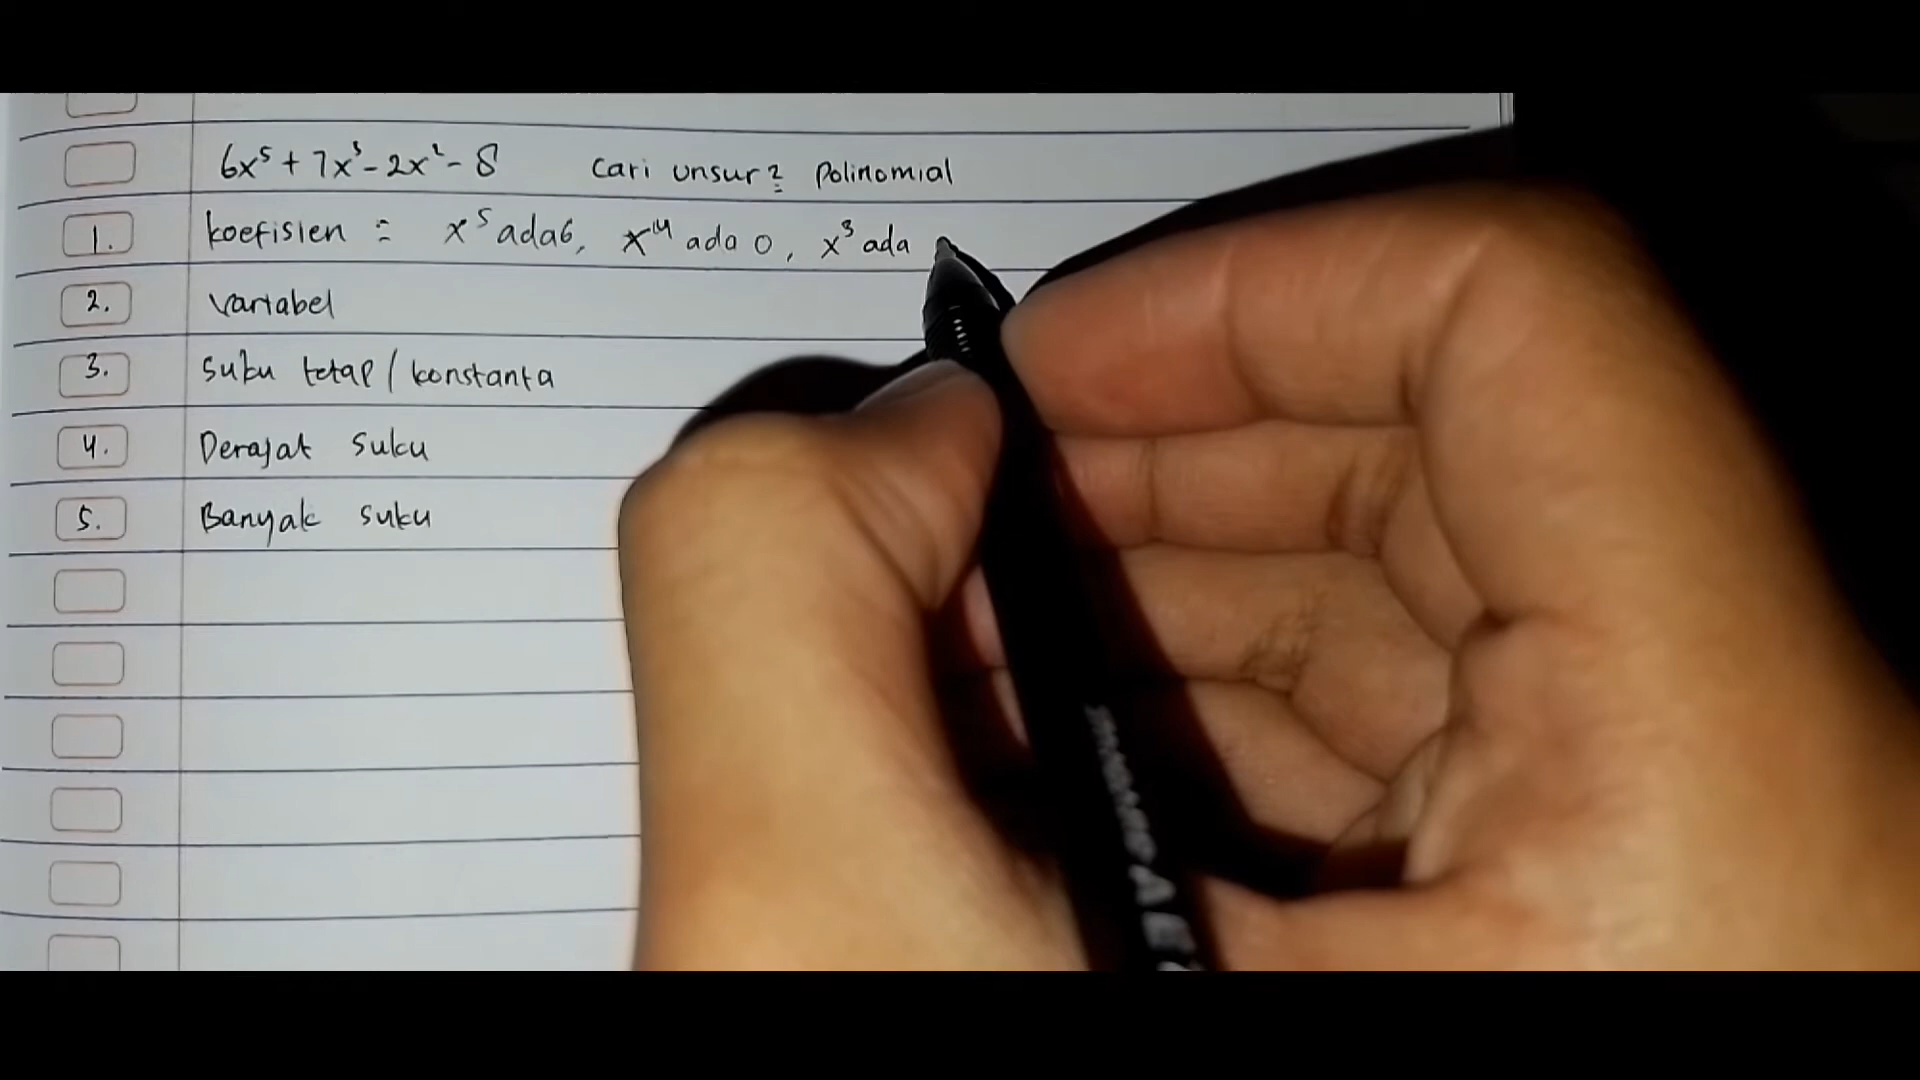 6x⁵ + 7x³ - 2x² - 8 Cari unsur2 Polinomial
1. koefisien = x⁵ ada 6, x⁴ ada 0, x³ ada
2. Variabel
3. Suku tetap / konstanta
4. Derajat suku
5. Banyak suku